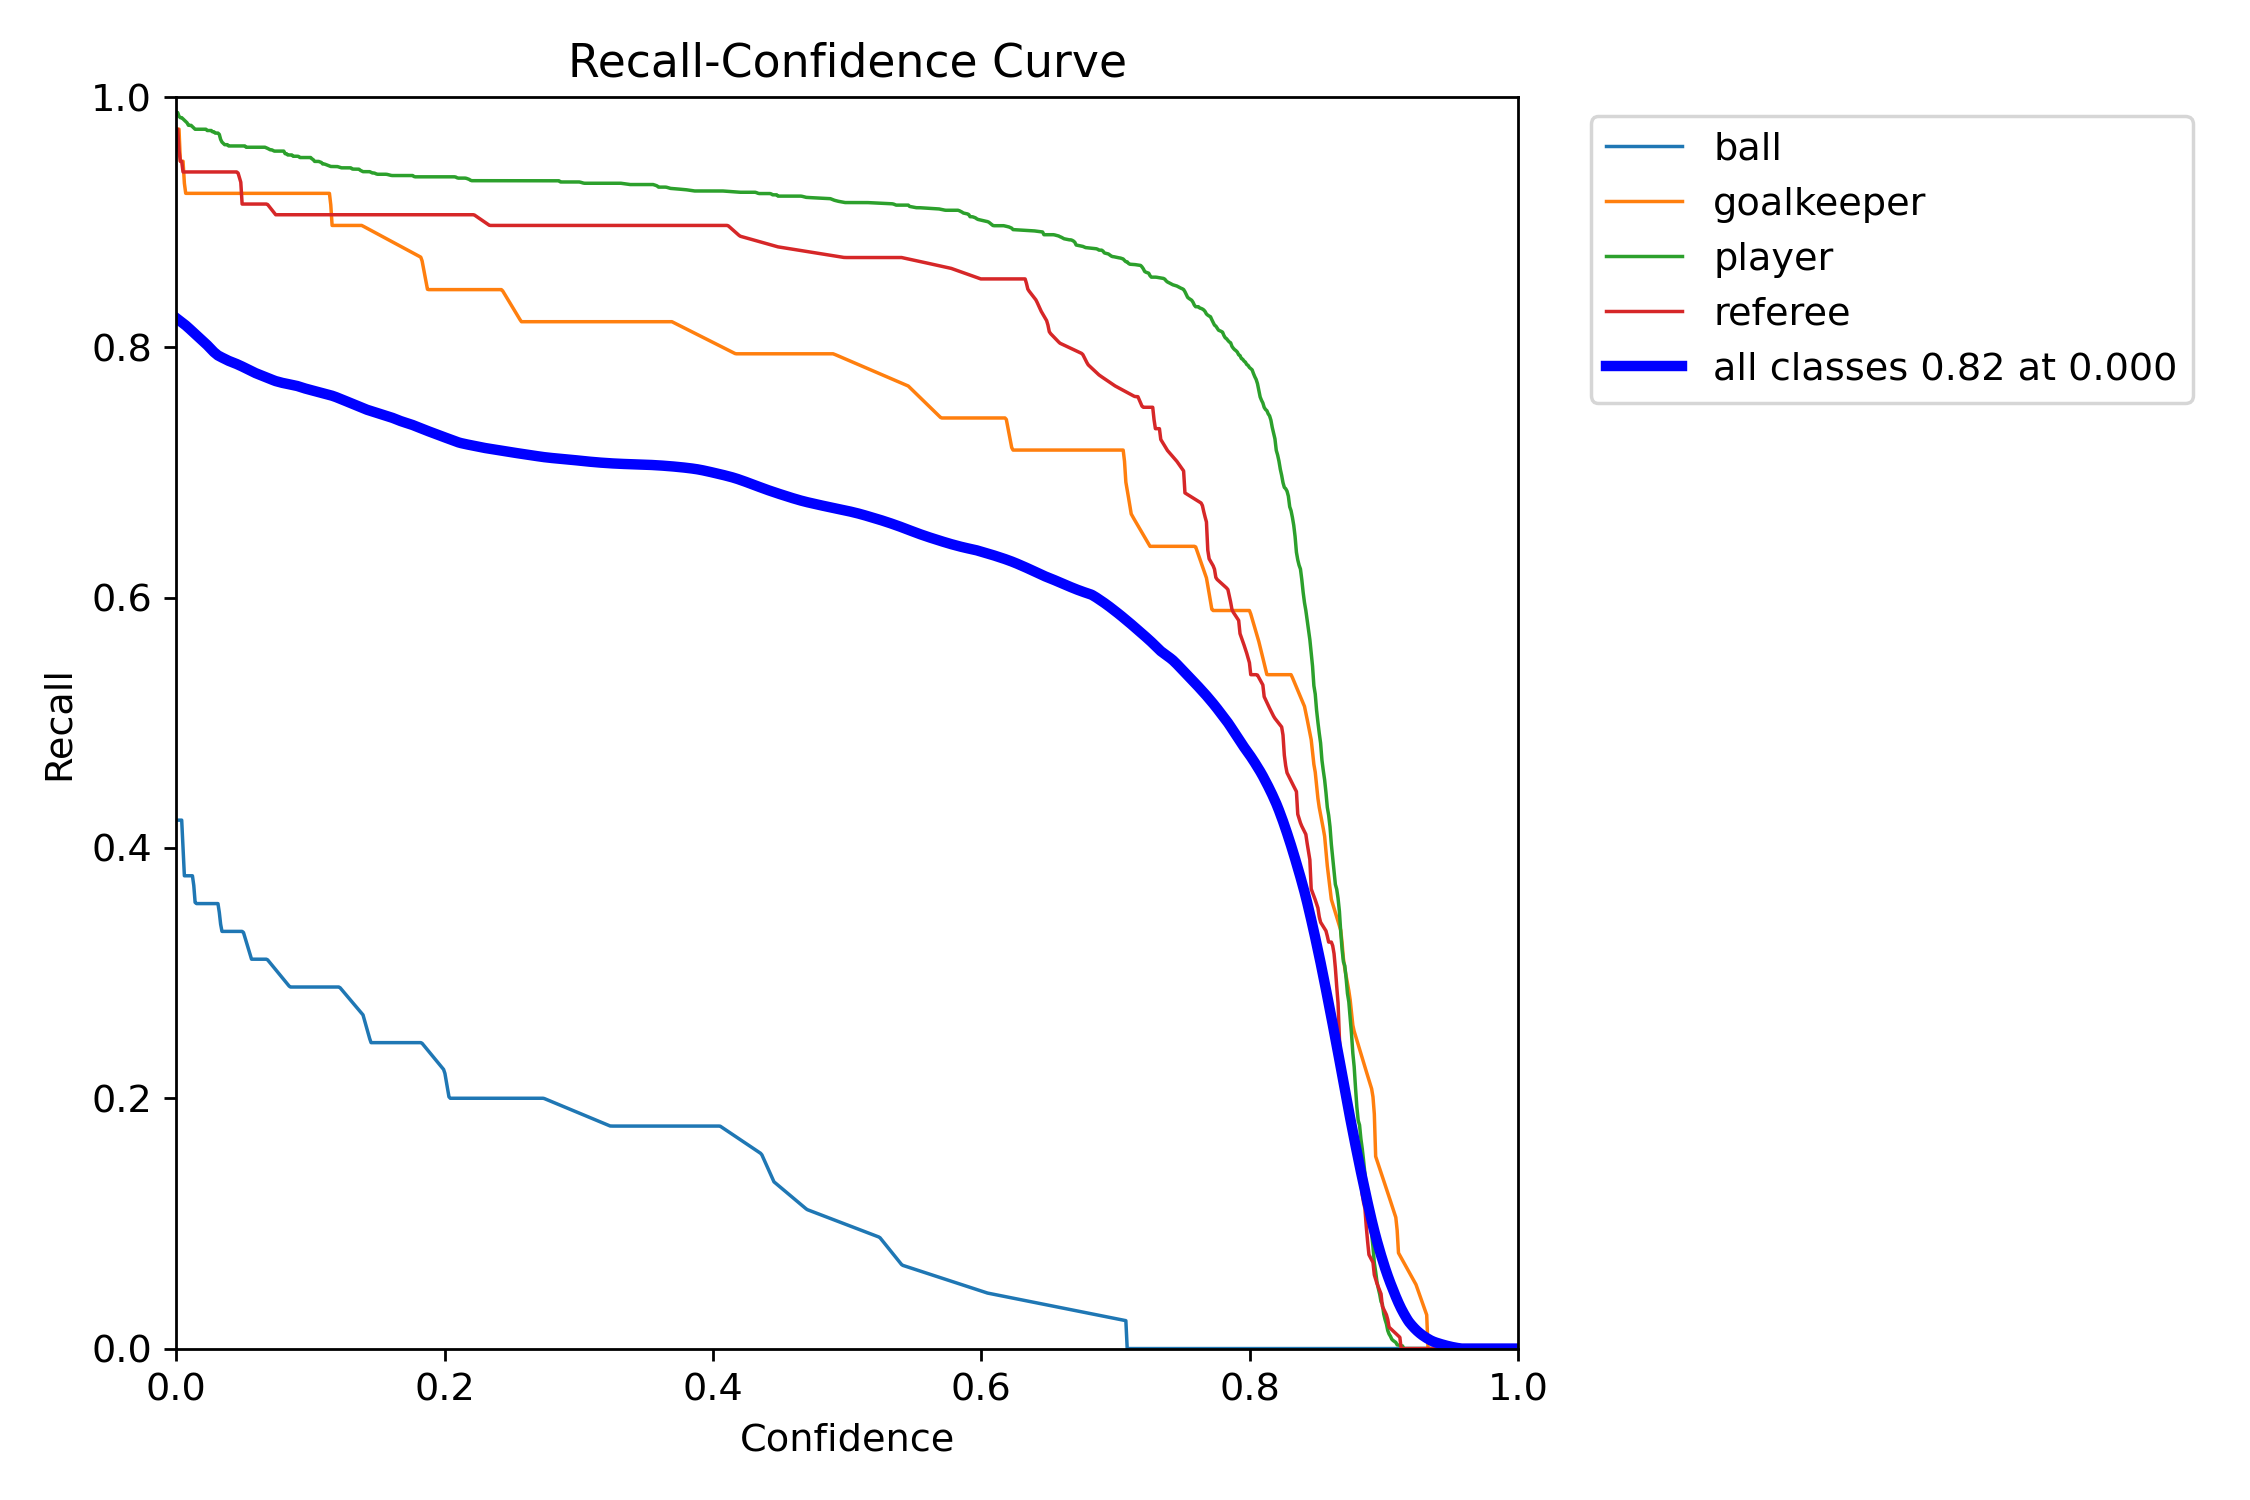 Recall-Confidence Curve
1.0
0.8
0.6
0.4
0.2
0.0
Recall
0.0 0.2 0.4 0.6 0.8 1.0
Confidence
ball
goalkeeper
player
referee
all classes 0.82 at 0.000